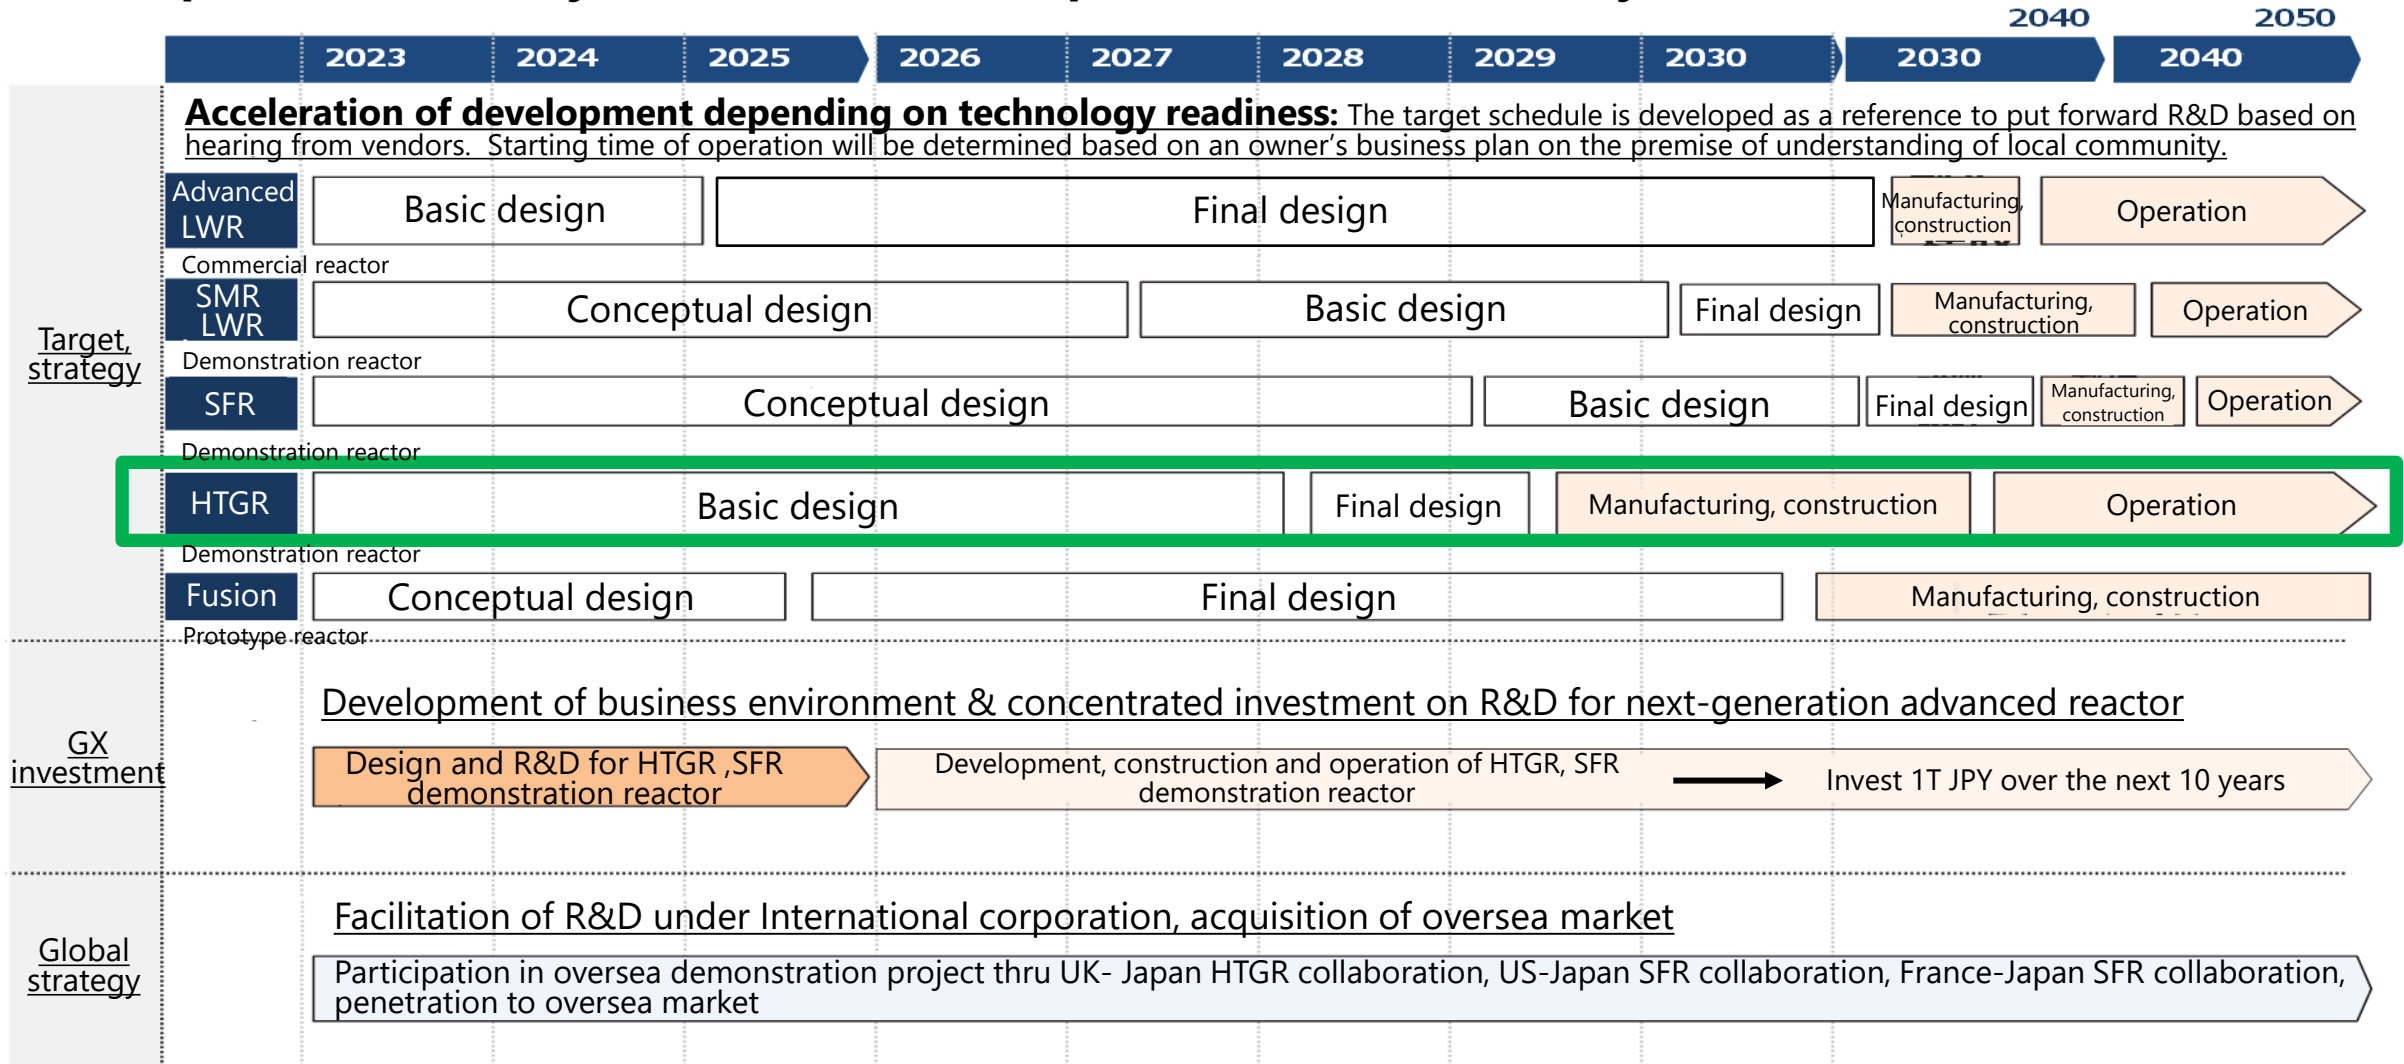 2040 2050
2023 2024 2025 2026 2027 2028 2029 2030 2030 2040
Acceleration of development depending on technology readiness: The target schedule is developed as a reference to put forward R&D based on
hearing from vendors. Starting time of operation will be determined based on an owner's business plan on the premise of understanding of local community.
Target,
strategy
Advanced
LWR
Basic design
Final design
Manufacturing,
construction
Operation
Commercial reactor
SMR
LWR
Conceptual design
Basic design
Final design
Manufacturing,
construction
Operation
Demonstration reactor
SFR
Conceptual design
Basic design
Final design
Manufacturing,
construction
Operation
Demonstration reactor
HTGR
Basic design
Final design
Manufacturing, construction
Operation
Demonstration reactor
Fusion
Conceptual design
Final design
Manufacturing, construction
Prototype reactor
GX
investment
Development of business environment & concentrated investment on R&D for next-generation advanced reactor
Design and R&D for HTGR ,SFR
demonstration reactor
Development, construction and operation of HTGR, SFR
demonstration reactor
Invest 1T JPY over the next 10 years
Global
strategy
Facilitation of R&D under International corporation, acquisition of oversea market
Participation in oversea demonstration project thru UK- Japan HTGR collaboration, US-Japan SFR collaboration, France-Japan SFR collaboration,
penetration to oversea market